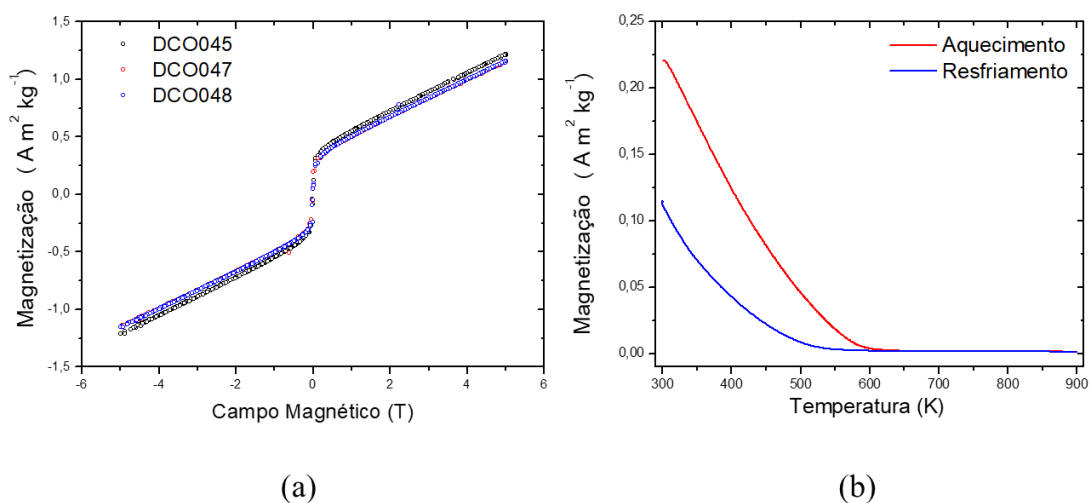 1,5
1,0
0,5
0,0
-0,5
-1,0
-1,5
Magnetização ( A m² kg⁻¹)
DCO045
DCO047
DCO048
-6 -4 -2 0 2 4 6
Campo Magnético (T)
(a)
0,25
0,20
0,15
0,10
0,05
0,00
Magnetização ( A m² kg⁻¹)
Aquecimento
Resfriamento
300 400 500 600 700 800 900
Temperatura (K)
(b)